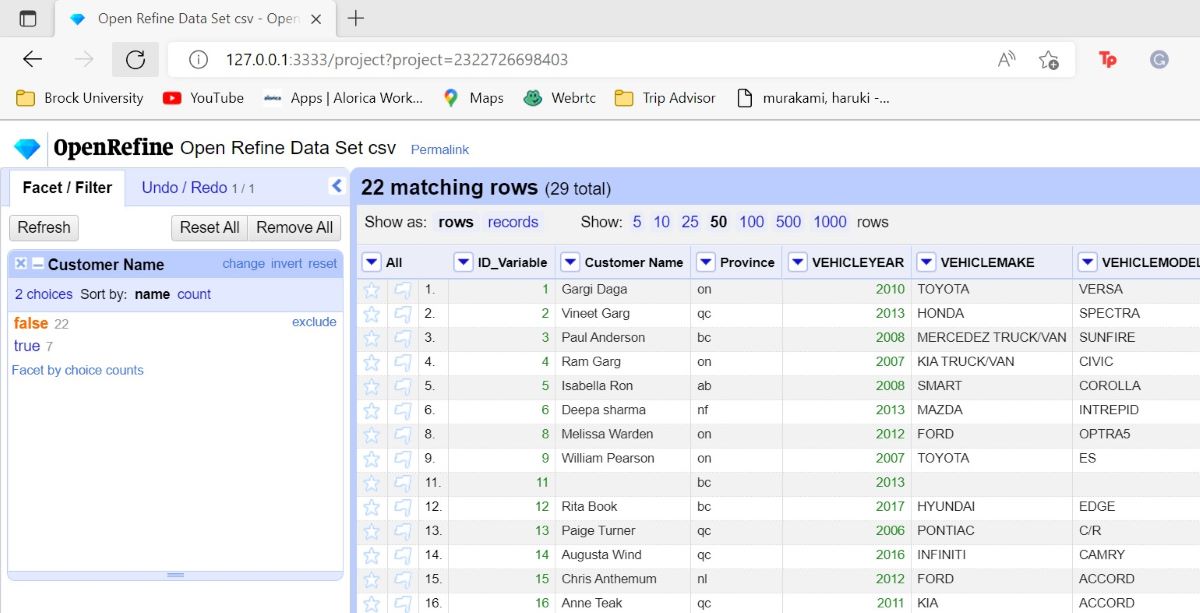 Open Refine Data Set csv - Open
127.0.0.1:3333/project?project=2322726698403
Brock University YouTube alorica Apps | Alorica Work... Maps Webrtc Trip Advisor murakami, haruki -...
OpenRefine Open Refine Data Set csv Permalink
Facet / Filter Undo / Redo 1 / 1
22 matching rows (29 total)
Refresh Reset All Remove All
Show as: rows records Show: 5 10 25 50 100 500 1000 rows
Customer Name change invert reset
2 choices Sort by: name count
false 22 exclude
true 7
Facet by choice counts
All ID_Variable Customer Name Province VEHICLEYEAR VEHICLEMAKE VEHICLEMODEL
1. 1 Gargi Daga on 2010 TOYOTA VERSA
2. 2 Vineet Garg qc 2013 HONDA SPECTRA
3. 3 Paul Anderson bc 2008 MERCEDEZ TRUCK/VAN SUNFIRE
4. 4 Ram Garg on 2007 KIA TRUCK/VAN CIVIC
5. 5 Isabella Ron ab 2008 SMART COROLLA
6. 6 Deepa sharma nf 2013 MAZDA INTREPID
8. 8 Melissa Warden on 2012 FORD OPTRA5
9. 9 William Pearson on 2007 TOYOTA ES
11. 11 bc 2013
12. 12 Rita Book bc 2017 HYUNDAI EDGE
13. 13 Paige Turner qc 2006 PONTIAC C/R
14. 14 Augusta Wind qc 2016 INFINITI CAMRY
15. 15 Chris Anthemum nl 2012 FORD ACCORD
16. 16 Anne Teak qc 2011 KIA ACCORD